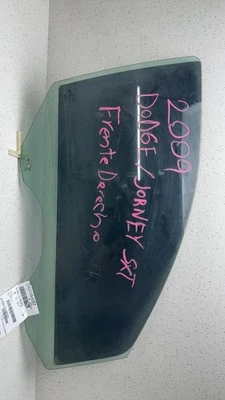 2009
DODGE / JORNEY SXT
Frente Derecho